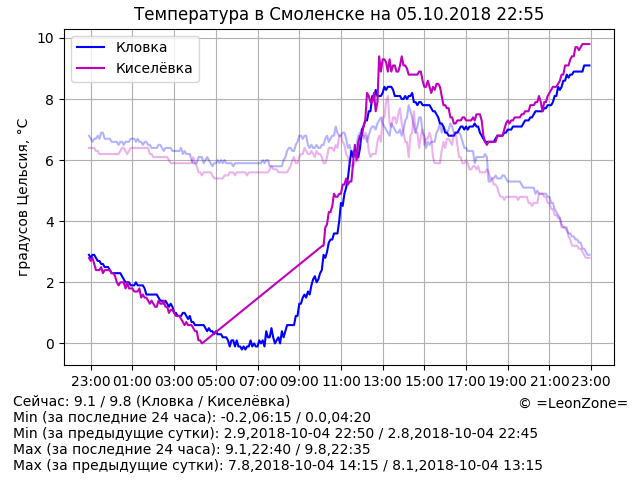 Температура в Смоленске на 05.10.2018 22:55
Кловка
Киселёвка
градусов Цельсия, °C
10
8
6
4
2
0
23:00 01:00 03:00 05:00 07:00 09:00 11:00 13:00 15:00 17:00 19:00 21:00 23:00
Сейчас: 9.1 / 9.8 (Кловка / Киселёвка)
© =LeonZone=
Min (за последние 24 часа): -0.2,06:15 / 0.0,04:20
Min (за предыдущие сутки): 2.9,2018-10-04 22:50 / 2.8,2018-10-04 22:45
Max (за последние 24 часа): 9.1,22:40 / 9.8,22:35
Max (за предыдущие сутки): 7.8,2018-10-04 14:15 / 8.1,2018-10-04 13:15